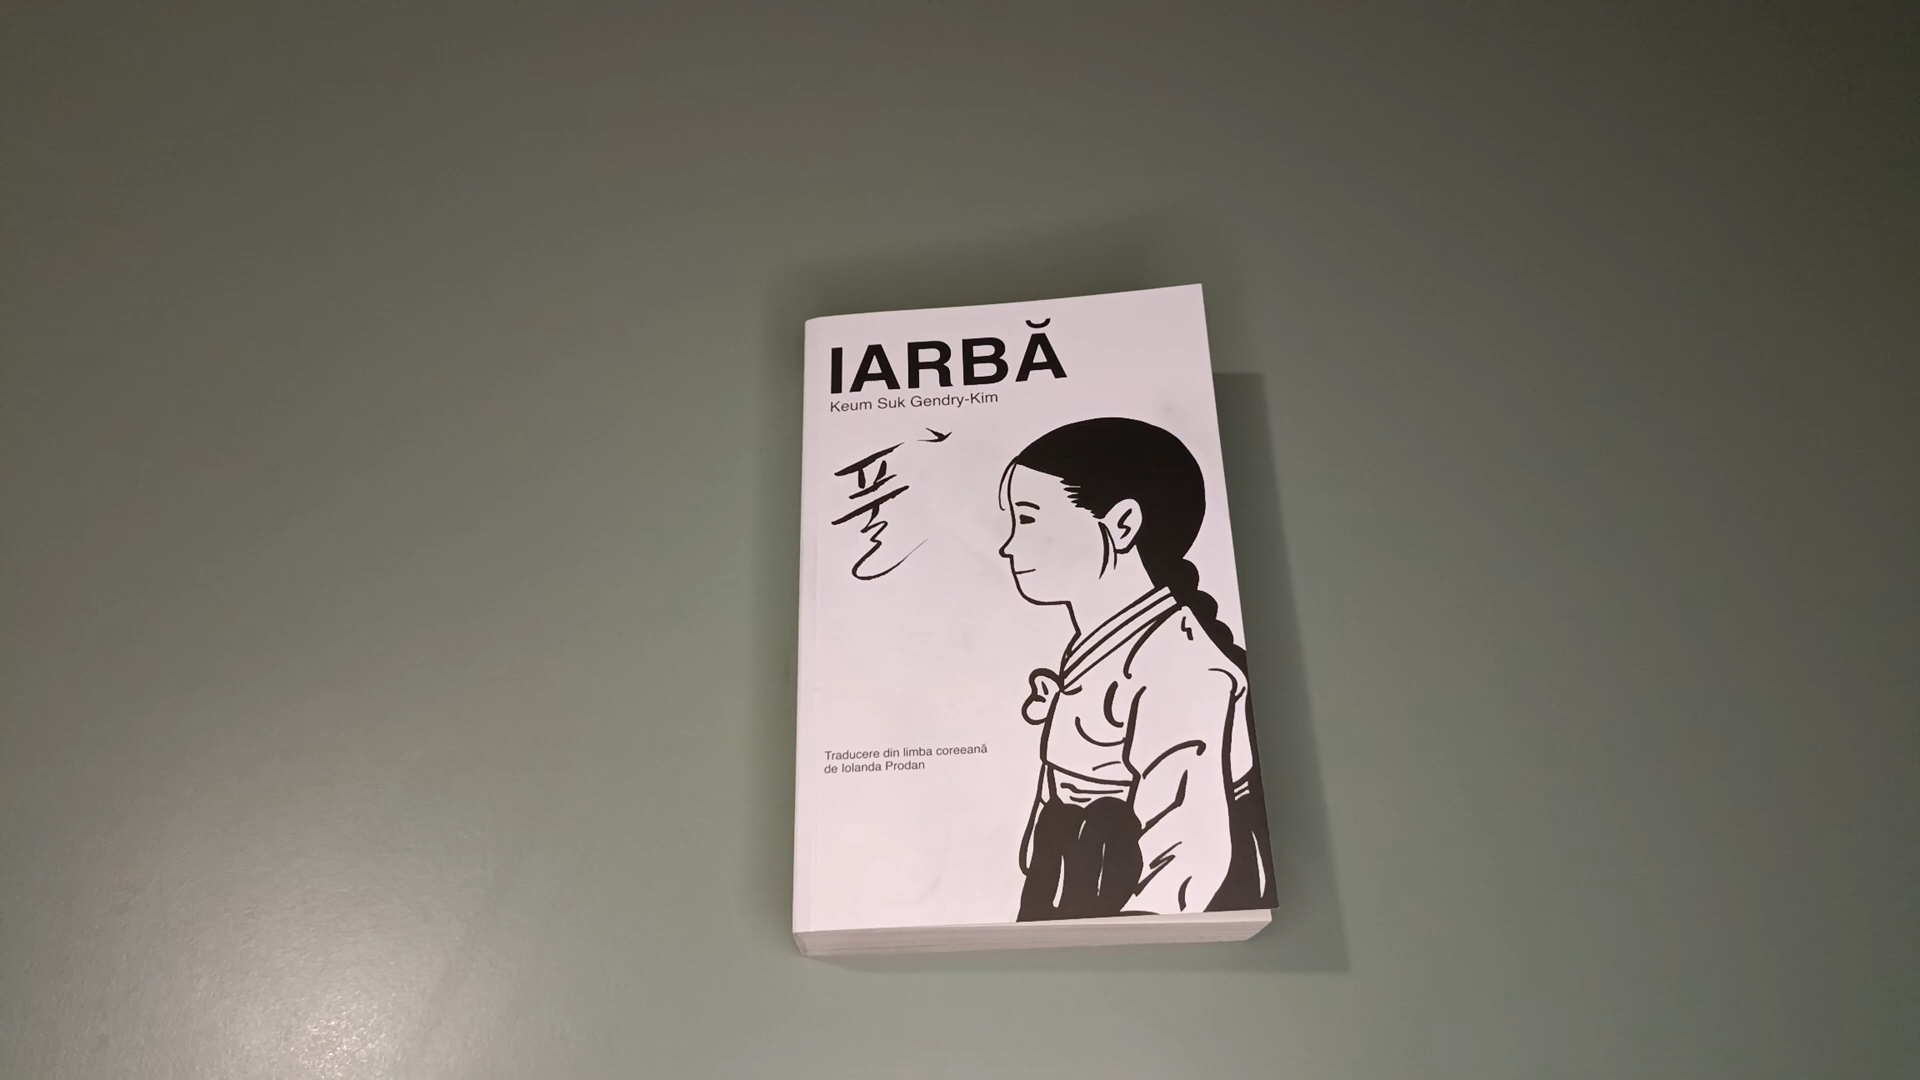 IARBĂ
Keum Suk Gendry-Kim
풀
Traducere din limba coreeană
de Iolanda Prodan